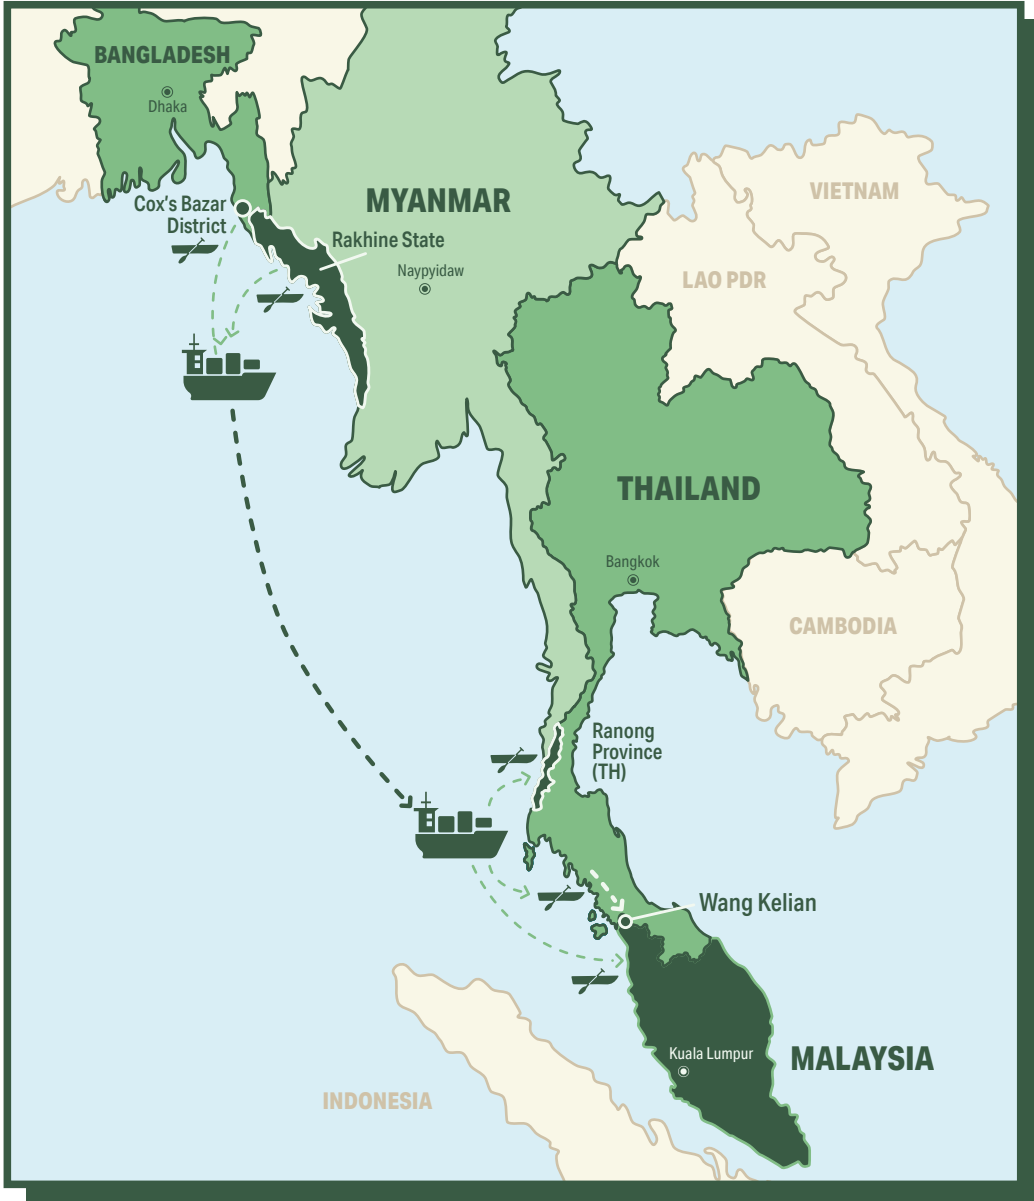 BANGLADESH
Dhaka
VIETNAM
MYANMAR
Cox's Bazar
District
Rakhine State
Naypyidaw
LAO PDR
THAILAND
Bangkok
CAMBODIA
Ranong
Province
(TH)
Wang Kelian
Kuala Lumpur
MALAYSIA
INDONESIA